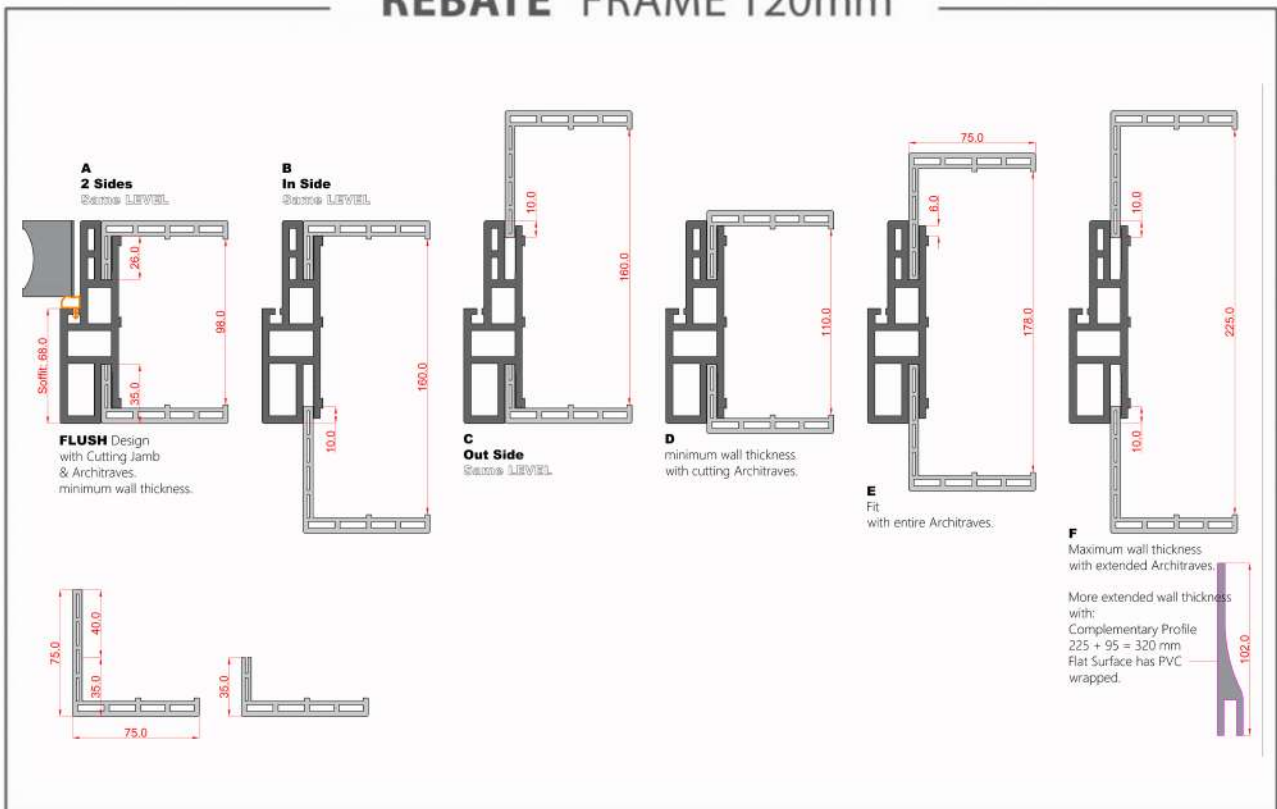 REBATE FRAME 120mm
A
2 Sides
Same LEVEL
26.0
98.0
Soffit: 68.0
35.0
FLUSH Design
with Cutting Jamb
& Architraves.
minimum wall thickness.
B
In Side
Same LEVEL
160.0
10.0
10.0
160.0
C
Out Side
Same LEVEL
110.0
D
minimum wall thickness
with cutting Architraves.
75.0
6.0
178.0
E
Fit
with entire Architraves.
10.0
225.0
10.0
F
Maximum wall thickness
with extended Architraves.
More extended wall thickness
with:
Complementary Profile
225 + 95 = 320 mm
Flat Surface has PVC
wrapped.
102.0
75.0
40.0
35.0
75.0
35.0